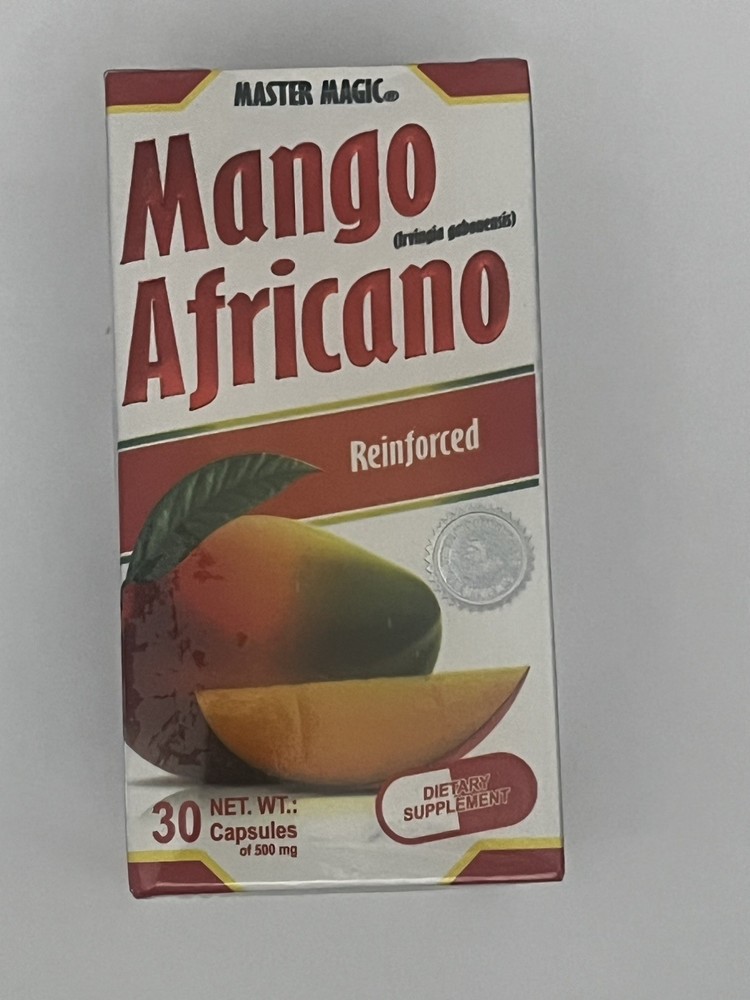 MASTER MAGIC®
Mango
(Irvingia gabonensis)
Africano
Reinforced
DIETARY
SUPPLEMENT
30 NET. WT.:
Capsules
of 500 mg